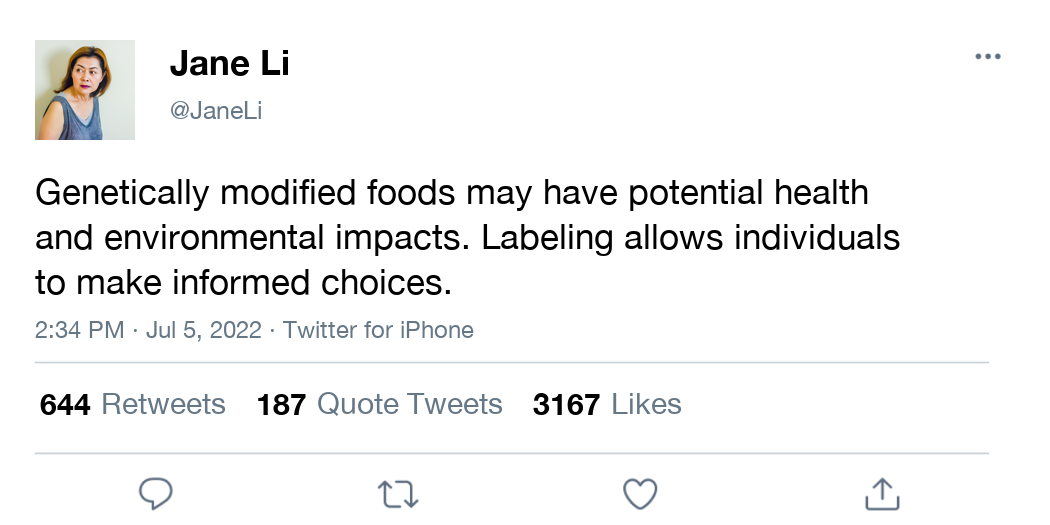 Jane Li
@JaneLi
Genetically modified foods may have potential health
and environmental impacts. Labeling allows individuals
to make informed choices.
2:34 PM · Jul 5, 2022 · Twitter for iPhone
644 Retweets 187 Quote Tweets 3167 Likes